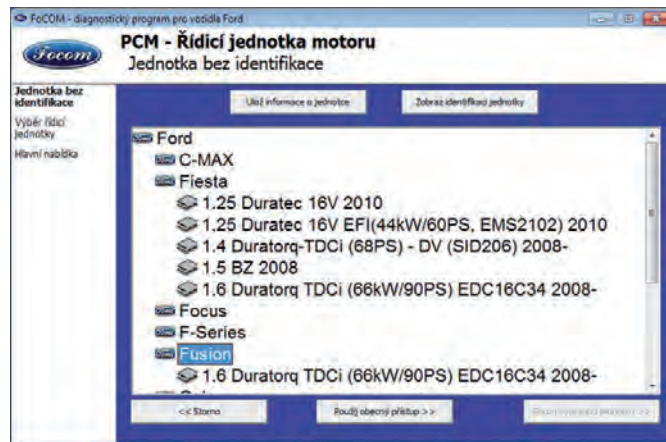 FoCOM - diagnostický program pro vozidla Ford
Focom
PCM - Řídicí jednotka motoru
Jednotka bez identifikace
Jednotka bez
identifikace
Výběr řídicí
jednotky
Hlavní nabídka
Ulož informace o jednotce
Zobraz identifikaci jednotky
Ford
C-MAX
Fiesta
1.25 Duratec 16V 2010
1.25 Duratec 16V EFI(44kW/60PS, EMS2102) 2010
1.4 Duratorq-TDCi (68PS) - DV (SID206) 2008-
1.5 BZ 2008
1.6 Duratorq TDCi (66kW/90PS) EDC16C34 2008-
Focus
F-Series
Fusion
1.6 Duratorq TDCi (66kW/90PS) EDC16C34 2008-
<< Storno
Použij obecný přístup >>